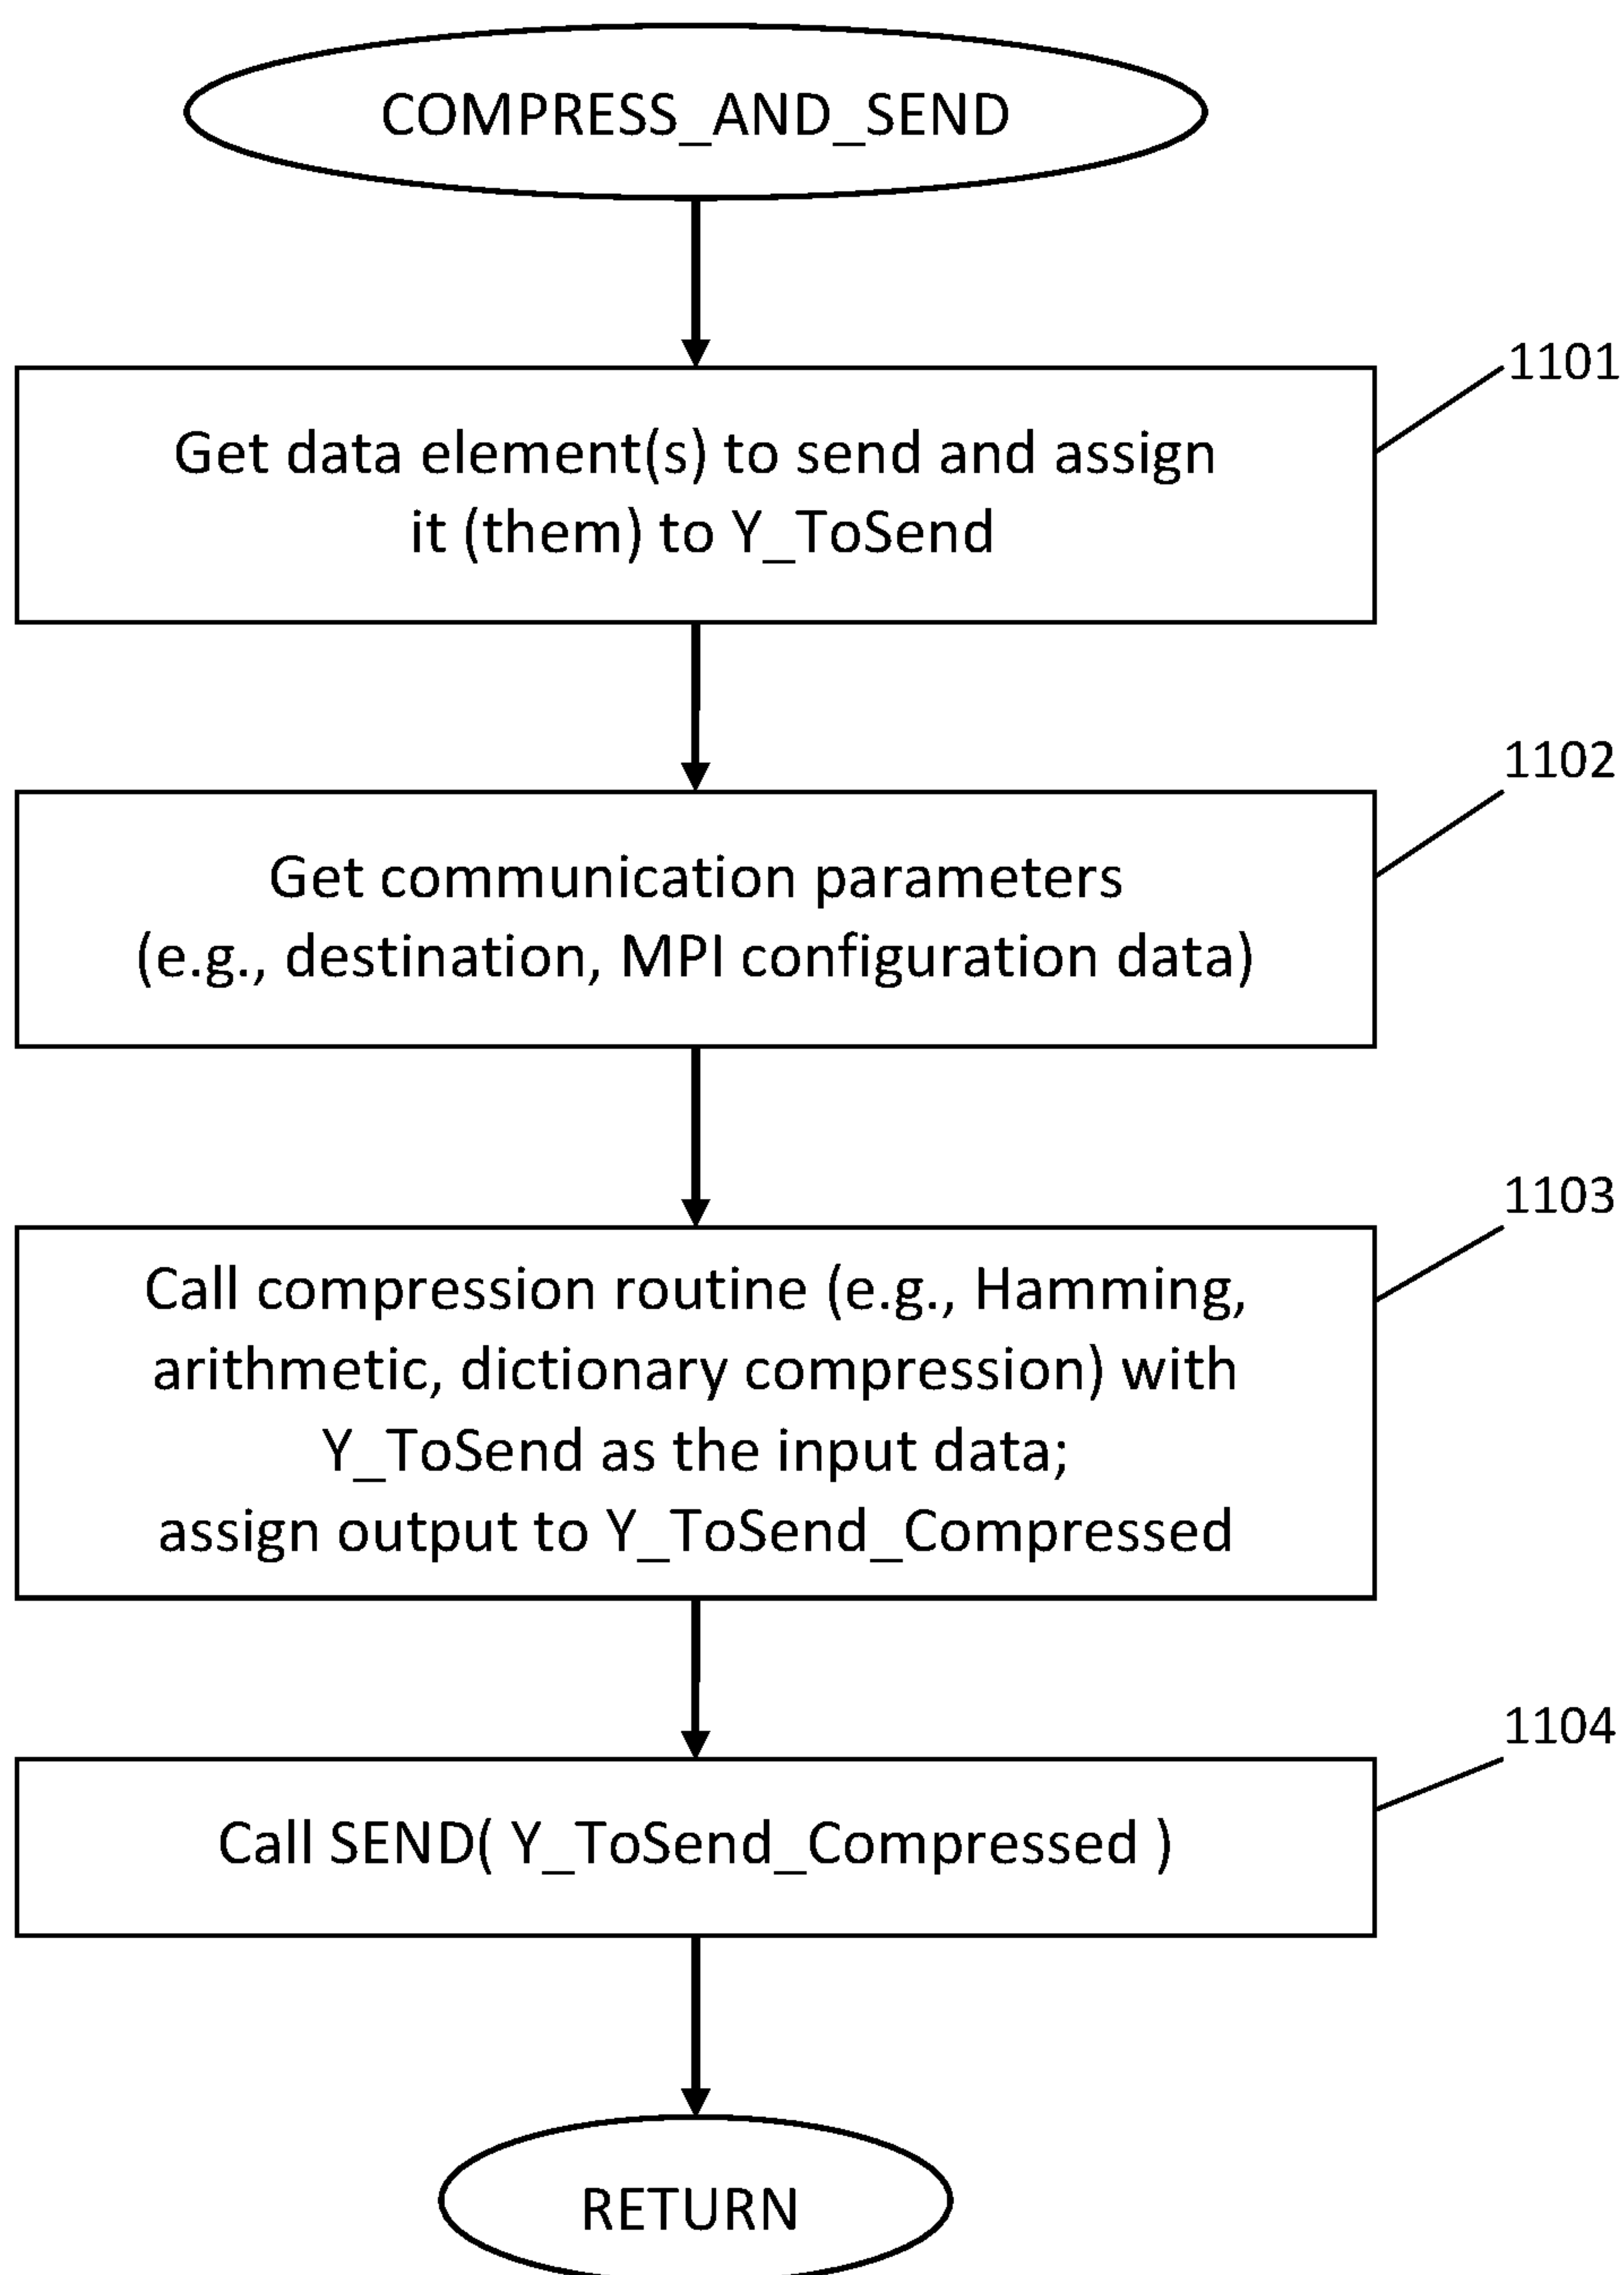 COMPRESS_AND_SEND
1101
Get data element(s) to send and assign
it (them) to Y_ToSend
1102
Get communication parameters
(e.g., destination, MPI configuration data)
1103
Call compression routine (e.g., Hamming,
arithmetic, dictionary compression) with
Y_ToSend as the input data;
assign output to Y_ToSend_Compressed
1104
Call SEND( Y_ToSend_Compressed )
RETURN